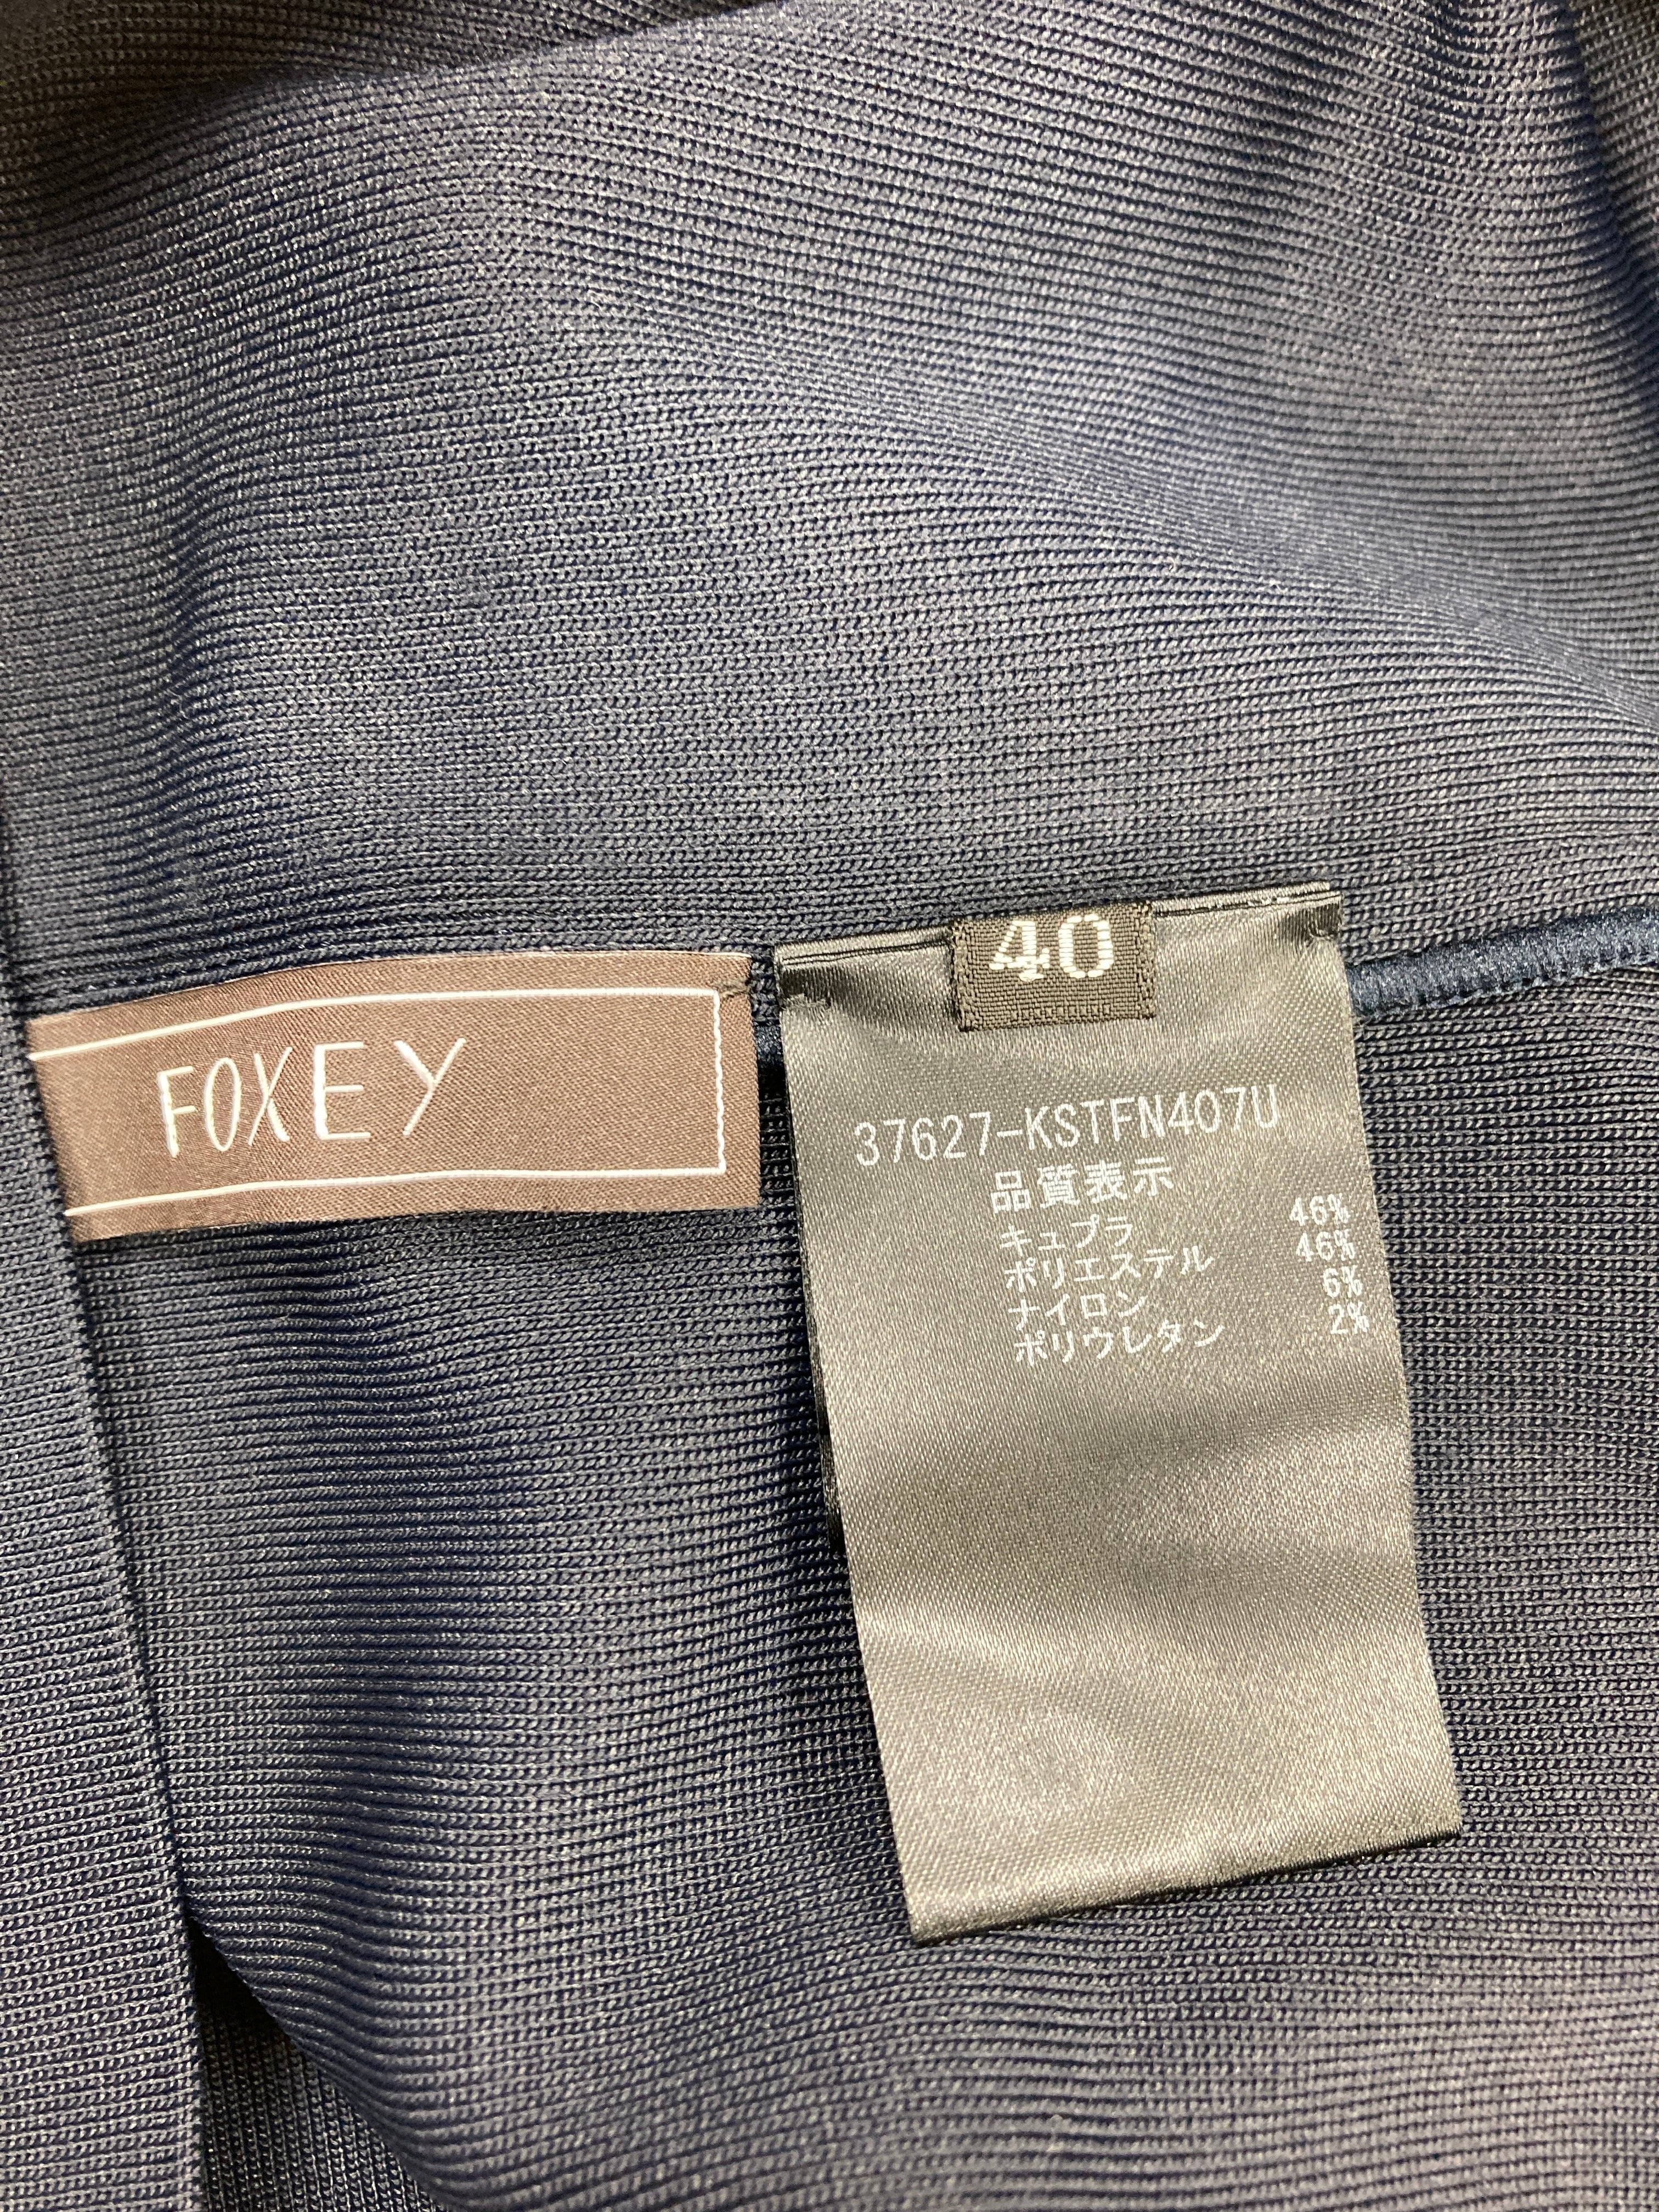 FOXEY
40
37627-KSTFN407U
品質表示
キュプラ 46%
ポリエステル 46%
ナイロン 6%
ポリウレタン 2%